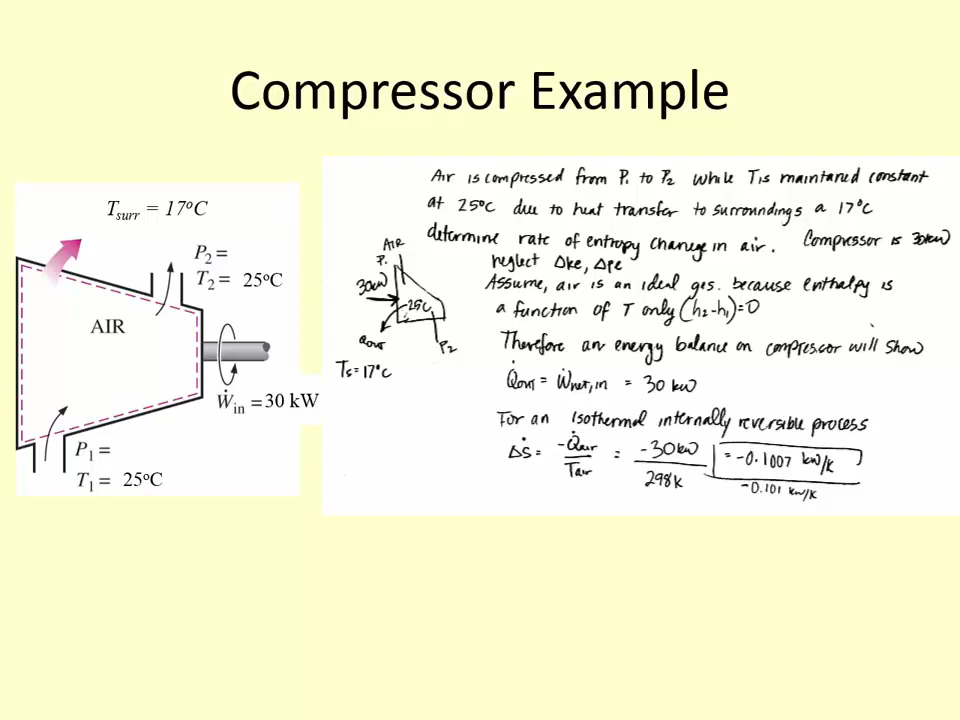 Compressor Example
Tsurr = 17°C
P2 =
T2 = 25°C
AIR
Ẇin = 30 kW
P1 =
T1 = 25°C
Air is compressed from P1 to P2 while T is maintained constant
at 25°C due to heat transfer to surroundings a 17°C
determine rate of entropy change in air. Compressor is 30kW
neglect Δke, Δpe
AIR
P1
30kW
25C
Qout
P2
Ts = 17°C
Assume, air is an ideal gas. because enthalpy is
a function of T only (h2-h1)=0
Therefore an energy balance on compressor will show
Q̇out = Ẇnet,in = 30 kW
For an isothermal internally reversible process
ΔṠ = -Q̇air / Tair = -30kW / 298K = -0.1007 kW/K
-0.101 kW/K